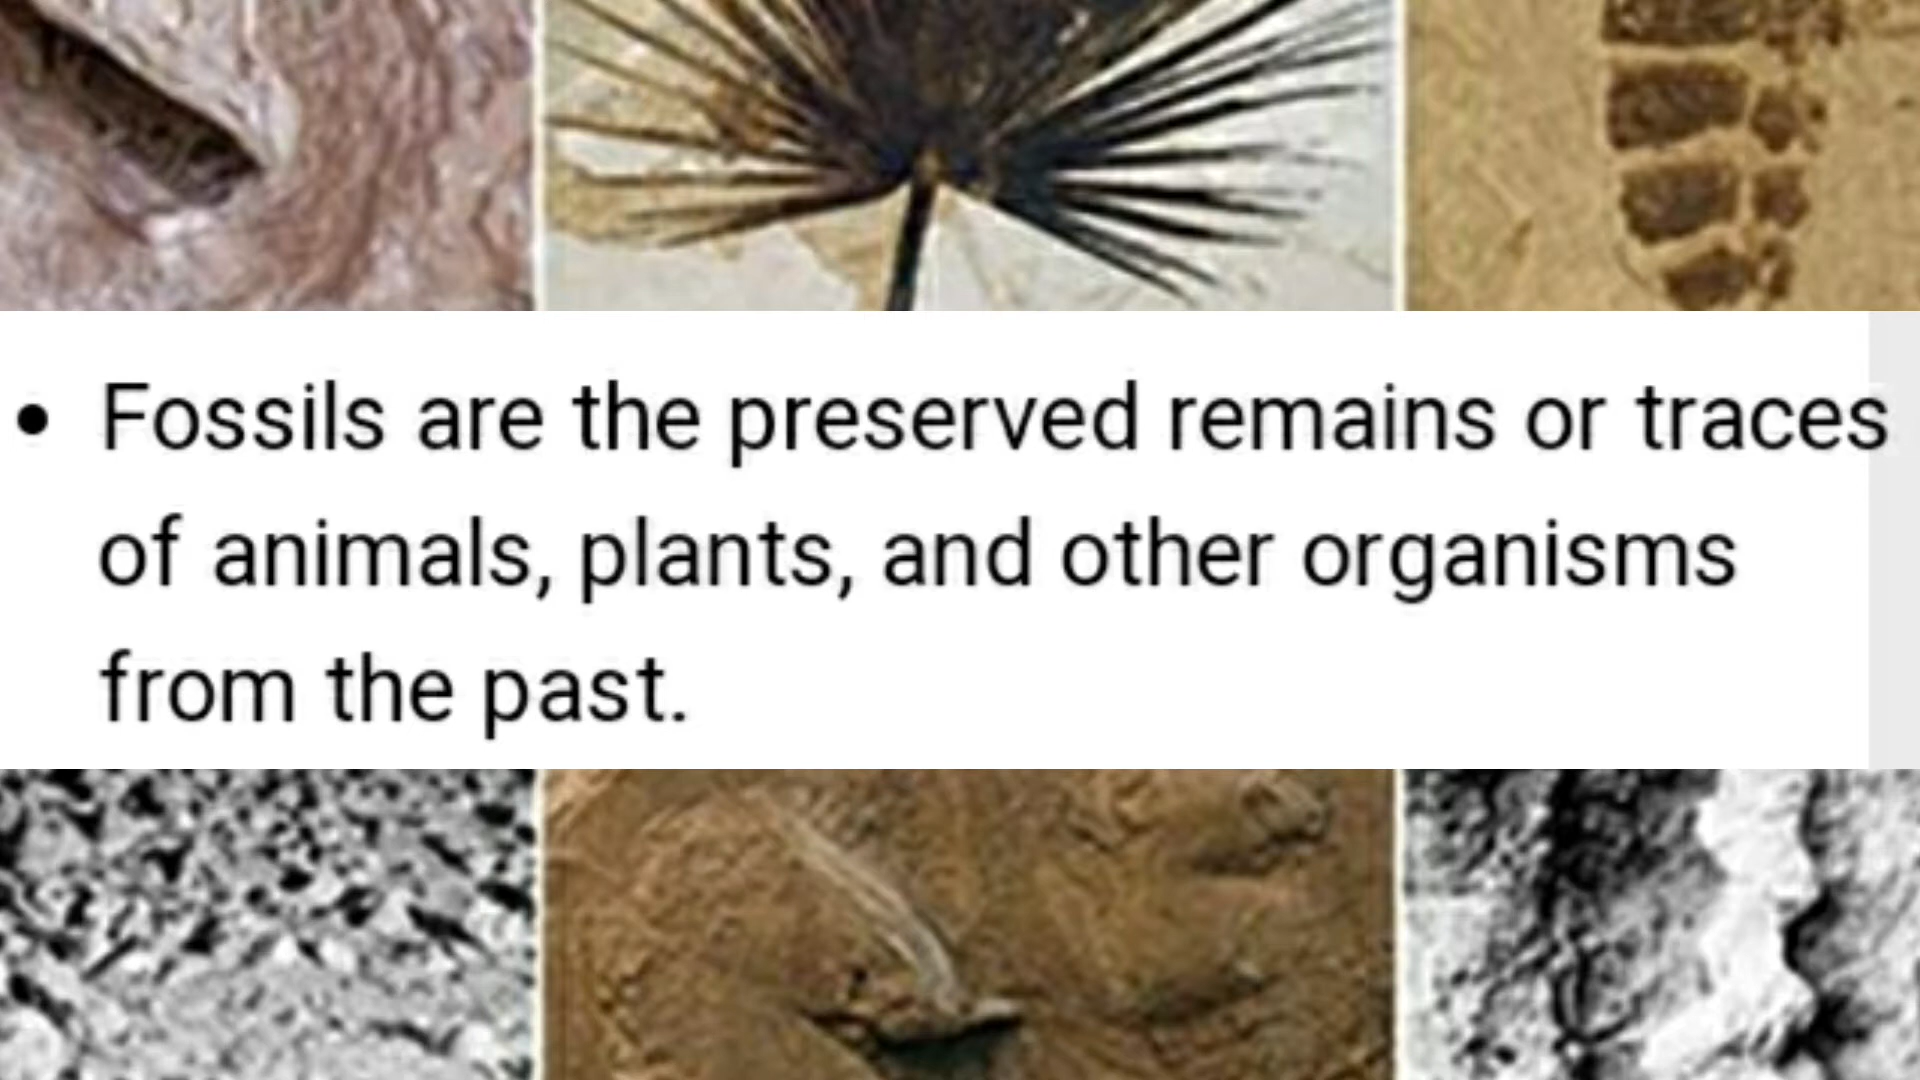 • Fossils are the preserved remains or traces
of animals, plants, and other organisms
from the past.